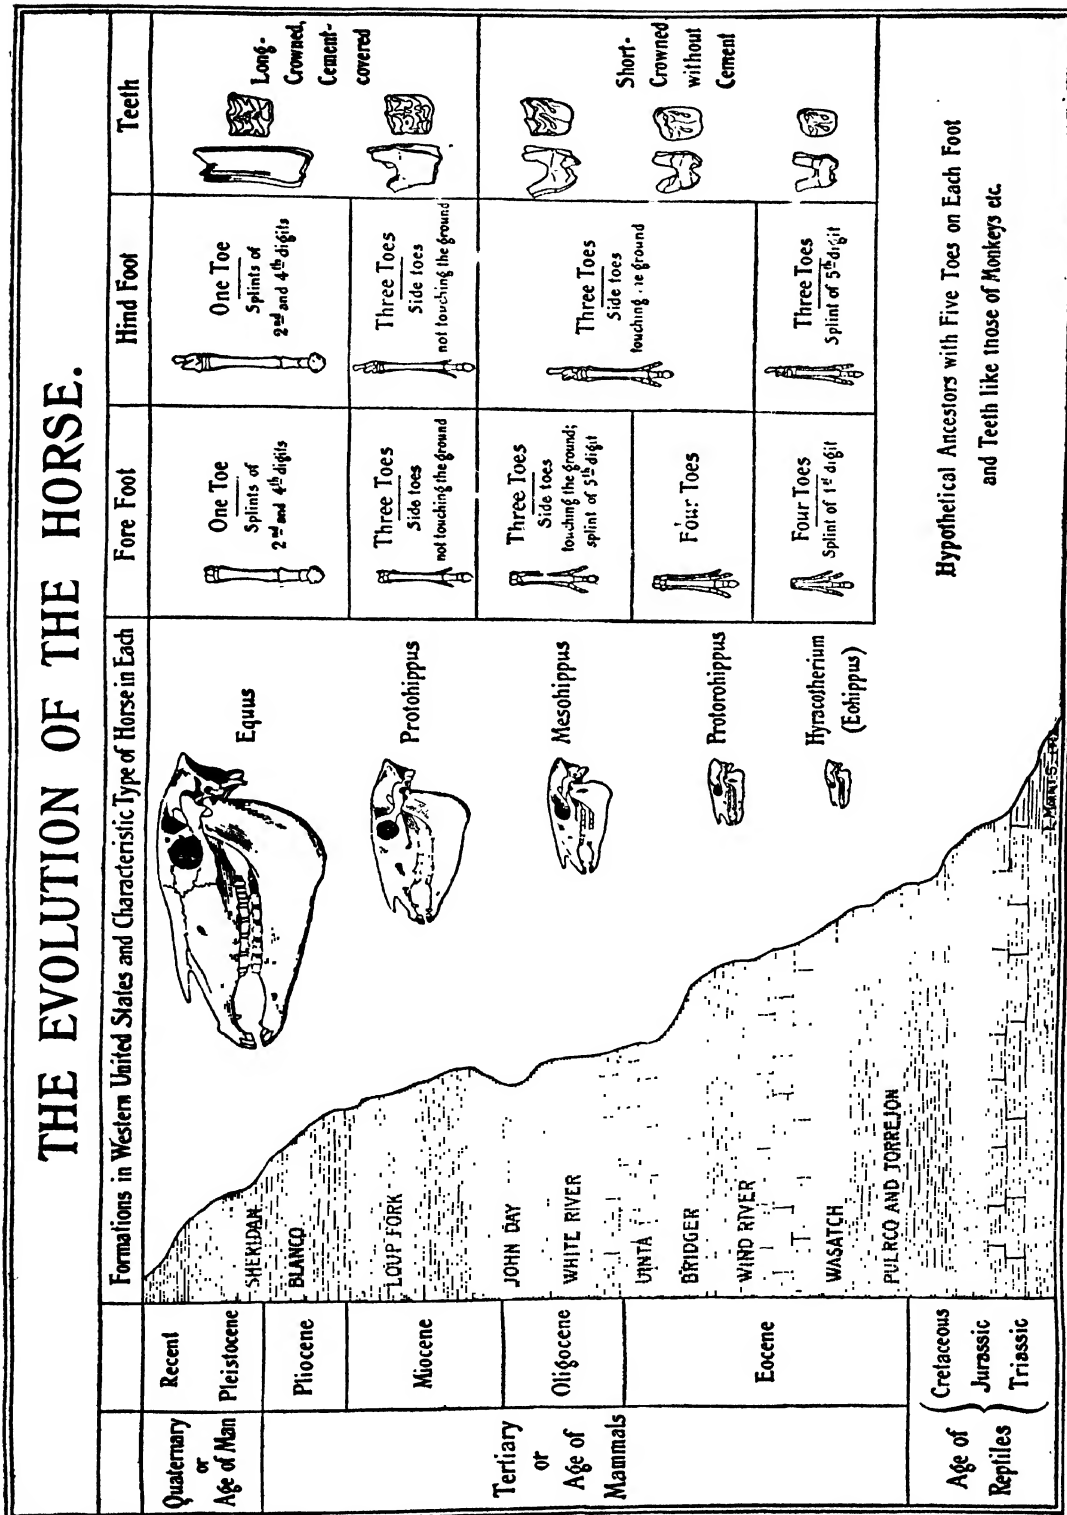 THE EVOLUTION OF THE HORSE.
Formations in Western United States and Characteristic Type of Horse in Each
Fore Foot
Hind Foot
Teeth
Quaternary
or
Age of Man
Recent
Pleistocene
SHERIDAN
Equus
One Toe
Splints of
2nd and 4th digits
One Toe
Splints of
2nd and 4th digits
Long-
Crowned,
Cement-
covered
Tertiary
or
Age of
Mammals
Pliocene
BLANCO
Miocene
LOUP FORK
Protohippus
Three Toes
Side toes
not touching the ground
Three Toes
Side toes
not touching the ground
Oligocene
JOHN DAY
WHITE RIVER
Mesohippus
Three Toes
Side toes
touching the ground;
splint of 5th digit
Three Toes
Side toes
touching ground
Short-
Crowned
without
Cement
Eocene
UINTA
BRIDGER
WIND RIVER
WASATCH
PUERCO AND TORREJON
Protorohippus
Four Toes
Hyracotherium
(Eohippus)
Four Toes
Splint of 1st digit
Three Toes
Splint of 5th digit
Age of
Reptiles
Cretaceous
Jurassic
Triassic
Hypothetical Ancestors with Five Toes on Each Foot
and Teeth like those of Monkeys etc.